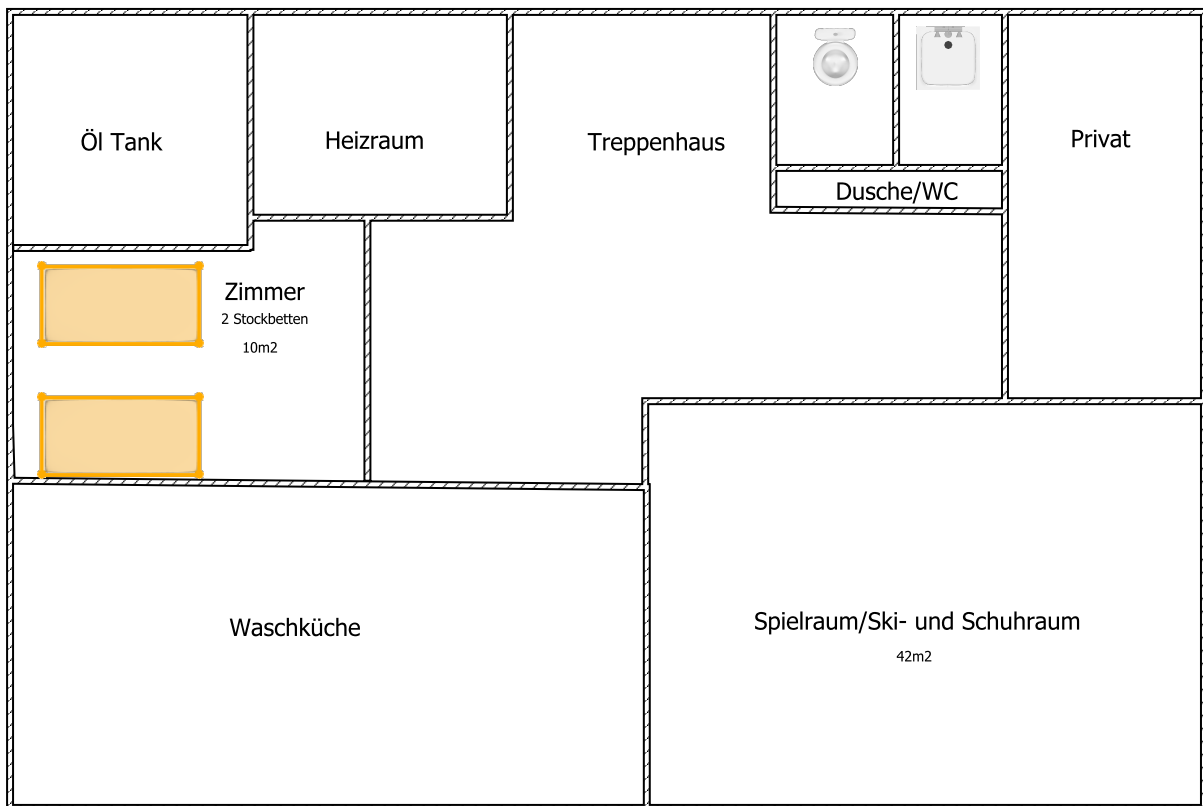 Öl Tank
Heizraum
Treppenhaus
Privat
Dusche/WC
Zimmer
2 Stockbetten
10m2
Waschküche
Spielraum/Ski- und Schuhraum
42m2